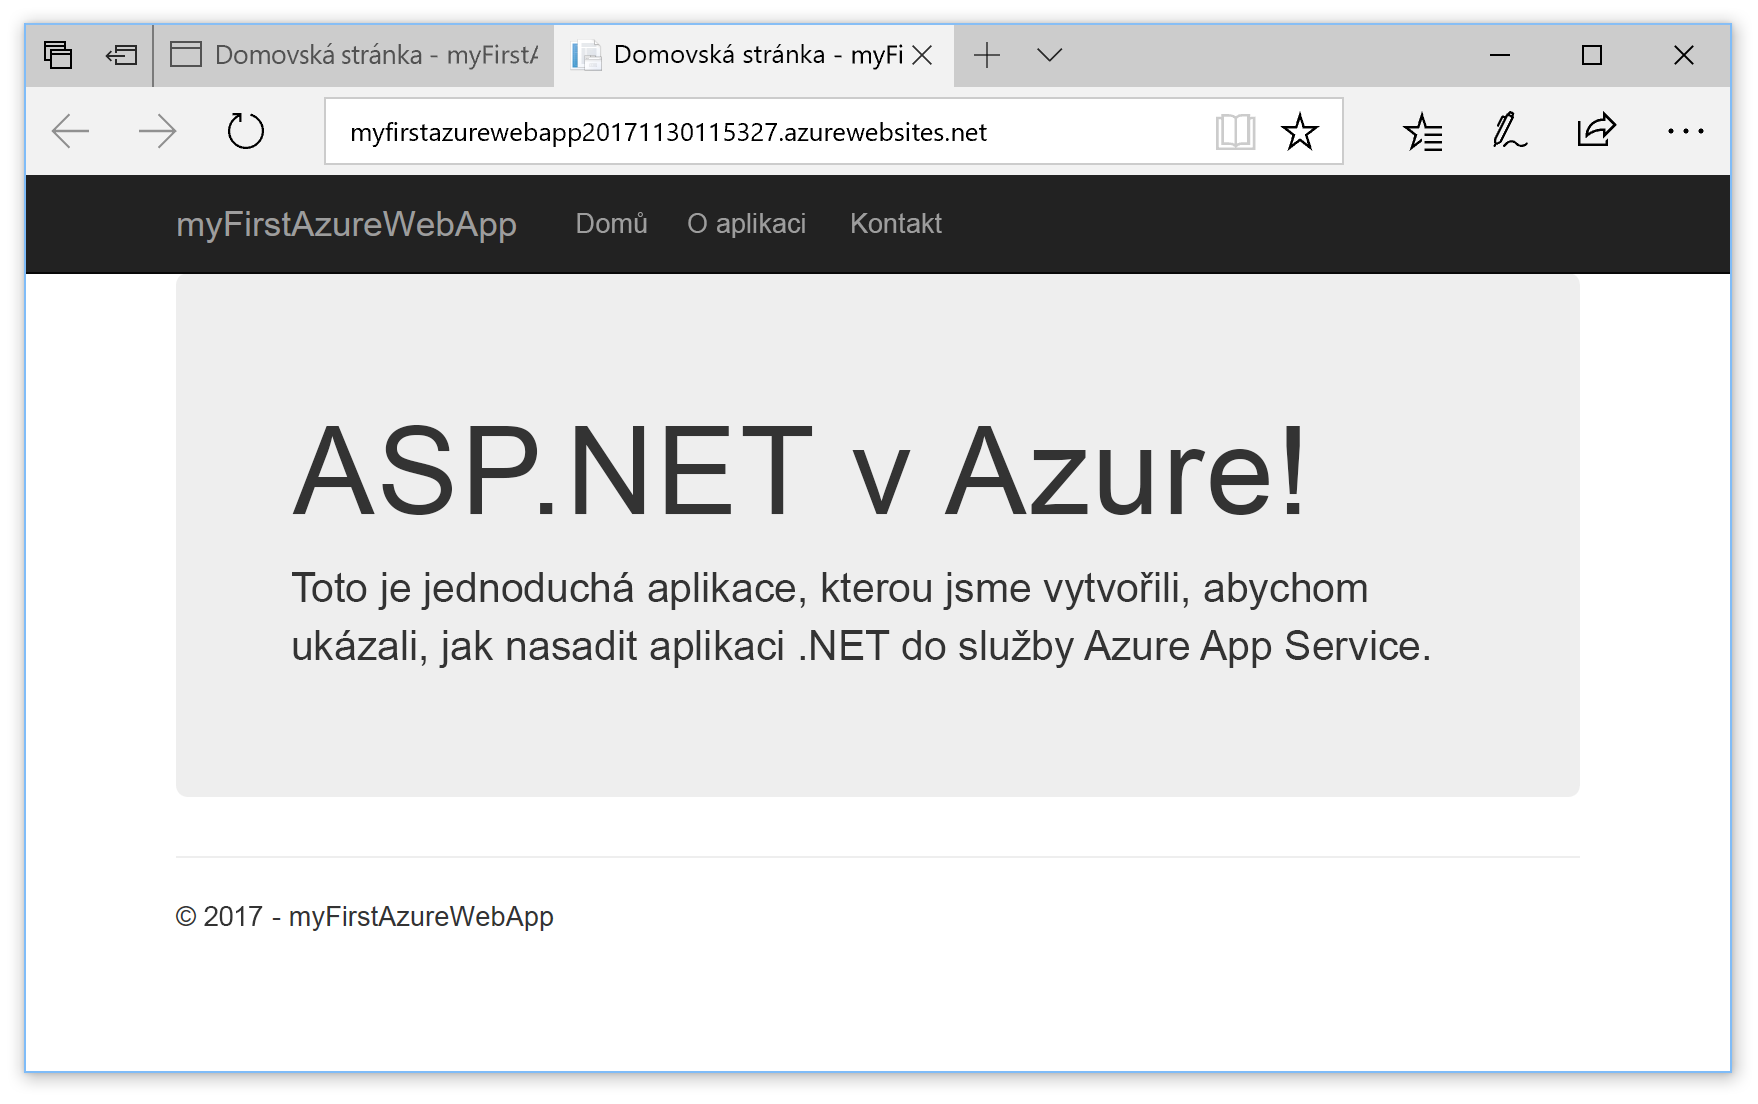 Domovská stránka - myFirstA
Domovská stránka - myFi
myfirstazurewebapp20171130115327.azurewebsites.net
myFirstAzureWebApp Domů O aplikaci Kontakt
ASP.NET v Azure!
Toto je jednoduchá aplikace, kterou jsme vytvořili, abychom
ukázali, jak nasadit aplikaci .NET do služby Azure App Service.
© 2017 - myFirstAzureWebApp